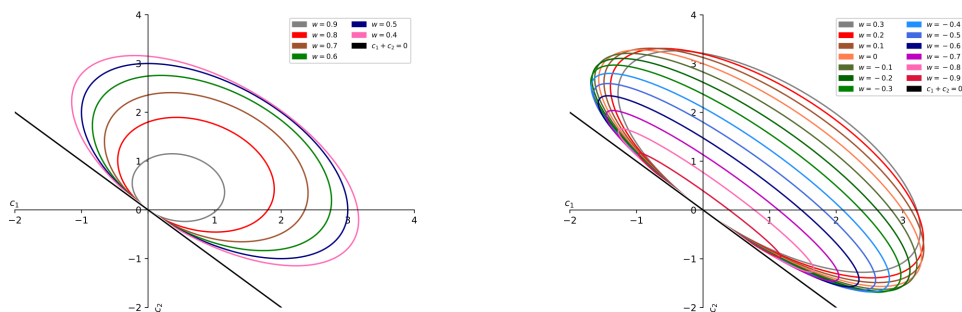 w = 0.9 w = 0.5
w = 0.8 w = 0.4
w = 0.7 c₁ + c₂ = 0
w = 0.6
4
3
2
1
c₁
−2 −1 0 1 2 3 4
−1
−2
c₂
w = 0.3 w = −0.4
w = 0.2 w = −0.5
w = 0.1 w = −0.6
w = 0 w = −0.7
w = −0.1 w = −0.8
w = −0.2 w = −0.9
w = −0.3 c₁ + c₂ = 0
4
3
2
1
c₁
−2 −1 0 1 2 3 4
−1
−2
c₂